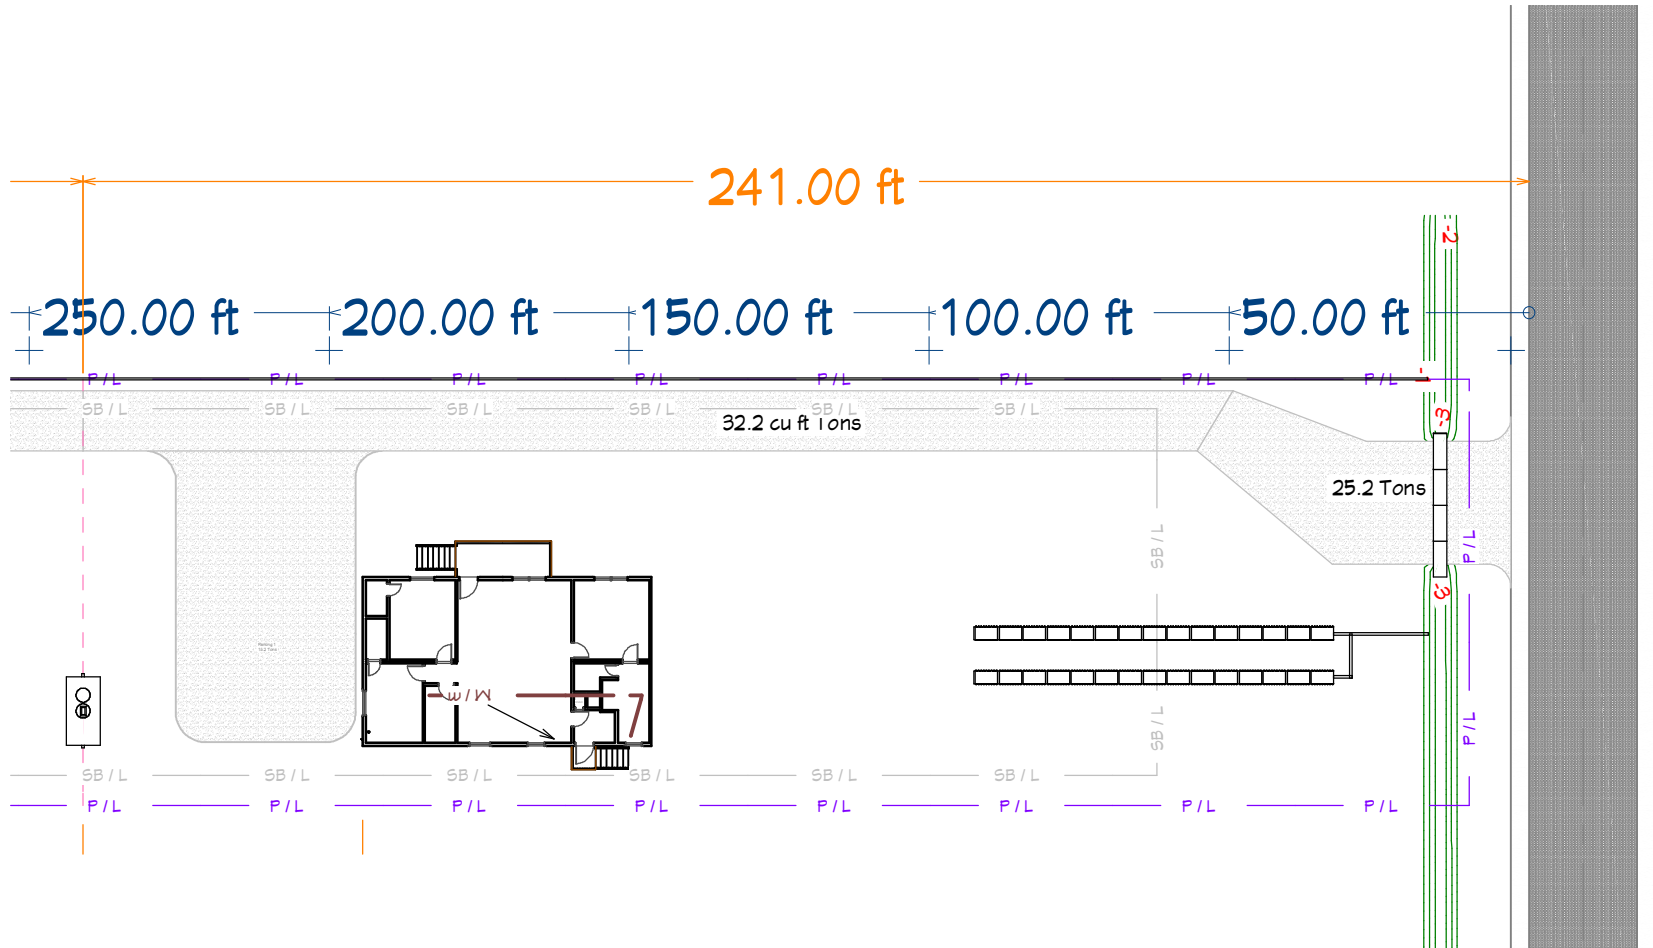 241.00 ft
-2
250.00 ft 200.00 ft 150.00 ft 100.00 ft 50.00 ft
P/L P/L P/L P/L P/L P/L P/L P/L
SB/L SB/L SB/L SB/L SB/L SB/L
-1
-3
32.2 cu ft Tons
25.2 Tons
SB/L
P/L
-3
M/E
SB/L
P/L
SB/L SB/L SB/L SB/L SB/L SB/L
P/L P/L P/L P/L P/L P/L P/L P/L